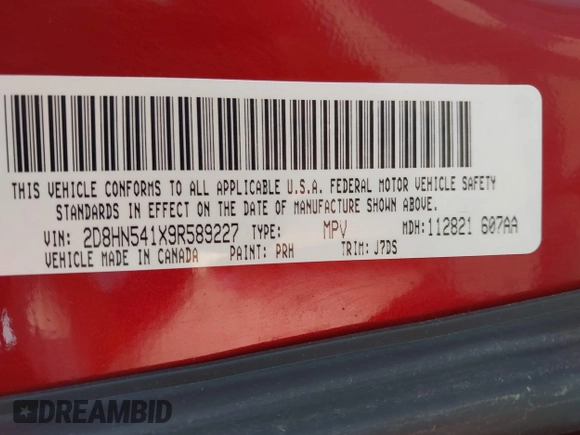 THIS VEHICLE CONFORMS TO ALL APPLICABLE U.S.A. FEDERAL MOTOR VEHICLE SAFETY
STANDARDS IN EFFECT ON THE DATE OF MANUFACTURE SHOWN ABOVE.
VIN: 2D8HN541X9R589227 TYPE: MPV MDH: 112821 607AA
VEHICLE MADE IN CANADA PAINT: PRH TRIM: J7DS
DREAMBID